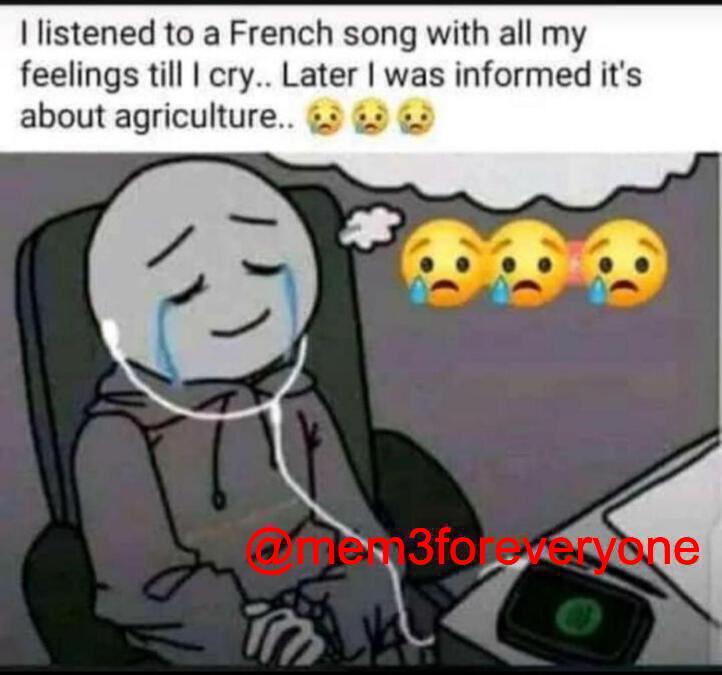 I listened to a French song with all my
feelings till I cry.. Later I was informed it's
about agriculture.. 😢😢😢
@mem3foreveryone